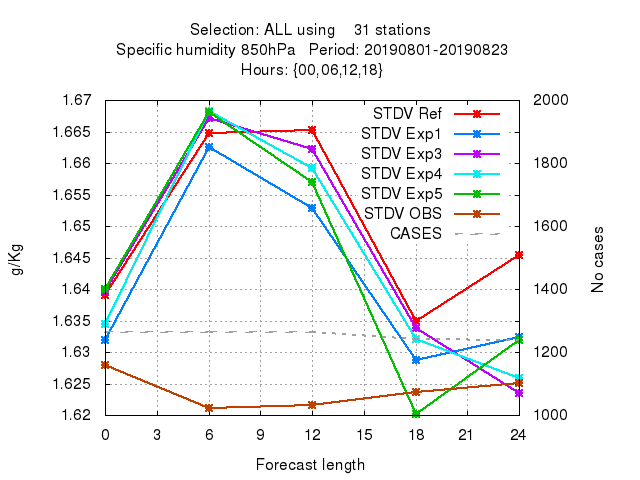 Selection: ALL using 31 stations
Specific humidity 850hPa Period: 20190801-20190823
Hours: {00,06,12,18}
1.67
1.665
1.66
1.655
1.65
1.645
1.64
1.635
1.63
1.625
1.62
g/Kg
STDV Ref
STDV Exp1
STDV Exp3
STDV Exp4
STDV Exp5
STDV OBS
CASES
2000
1800
1600
1400
1200
1000
No cases
0 3 6 9 12 15 18 21 24
Forecast length